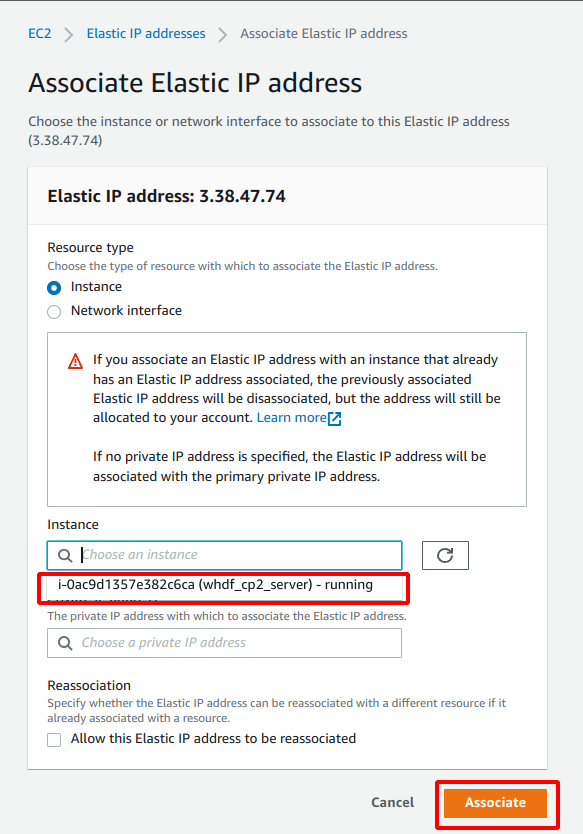 EC2 > Elastic IP addresses > Associate Elastic IP address
Associate Elastic IP address
Choose the instance or network interface to associate to this Elastic IP address
(3.38.47.74)
Elastic IP address: 3.38.47.74
Resource type
Choose the type of resource with which to associate the Elastic IP address.
Instance
Network interface
If you associate an Elastic IP address with an instance that already
has an Elastic IP address associated, the previously associated
Elastic IP address will be disassociated, but the address will still be
allocated to your account. Learn more
If no private IP address is specified, the Elastic IP address will be
associated with the primary private IP address.
Instance
Choose an instance
i-0ac9d1357e382c6ca (whdf_cp2_server) - running
The private IP address with which to associate the Elastic IP address.
Choose a private IP address
Reassociation
Specify whether the Elastic IP address can be reassociated with a different resource if it
already associated with a resource.
Allow this Elastic IP address to be reassociated
Cancel
Associate